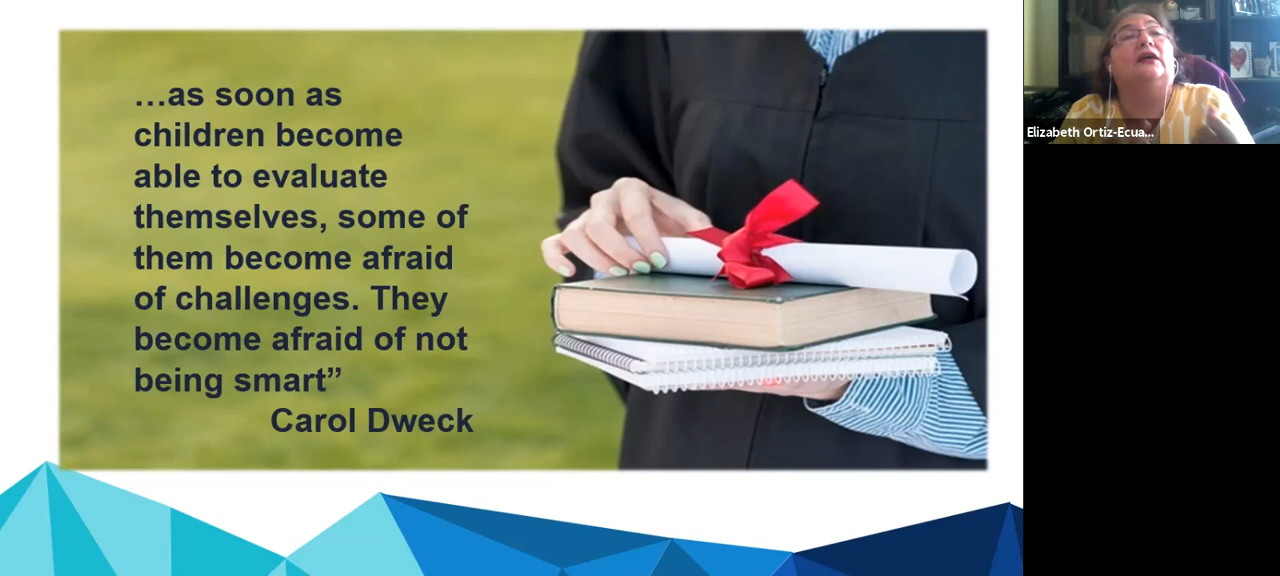 …as soon as
children become
able to evaluate
themselves, some of
them become afraid
of challenges. They
become afraid of not
being smart”
Carol Dweck
Elizabeth Ortiz-Ecua...